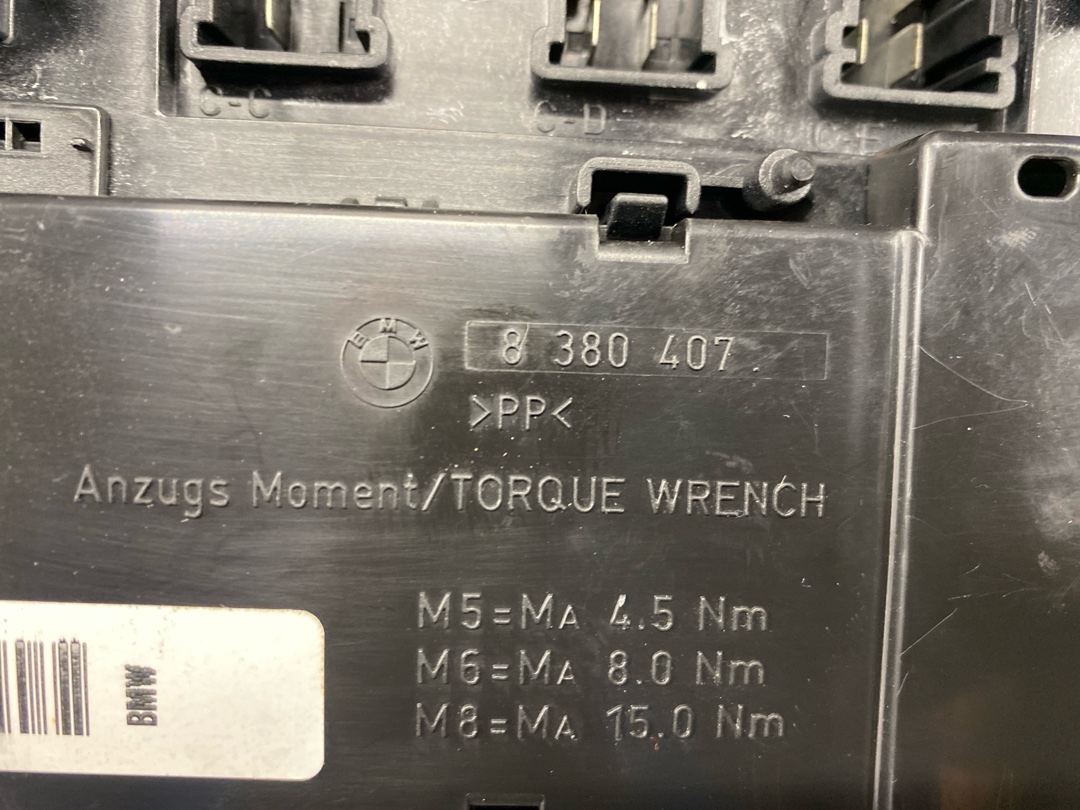 C-C
C-D
BMW
8 380 407
>PP<
Anzugs Moment/TORQUE WRENCH
M5=MA 4.5 Nm
M6=MA 8.0 Nm
M8=MA 15.0 Nm
BMW